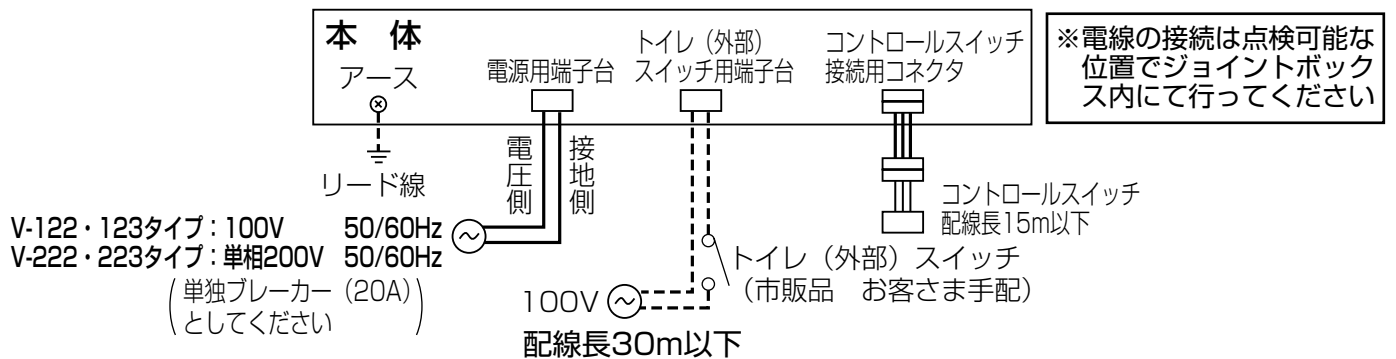 本体
アース
電源用端子台
トイレ（外部）
スイッチ用端子台
コントロールスイッチ
接続用コネクタ
※電線の接続は点検可能な
位置でジョイントボック
ス内にて行ってください
電圧側
接地側
リード線
コントロールスイッチ
配線長15m以下
V-122・123タイプ：100V 50/60Hz
V-222・223タイプ：単相200V 50/60Hz
（単独ブレーカー（20A）
としてください）
トイレ（外部）スイッチ
（市販品 お客さま手配）
100V
配線長30m以下